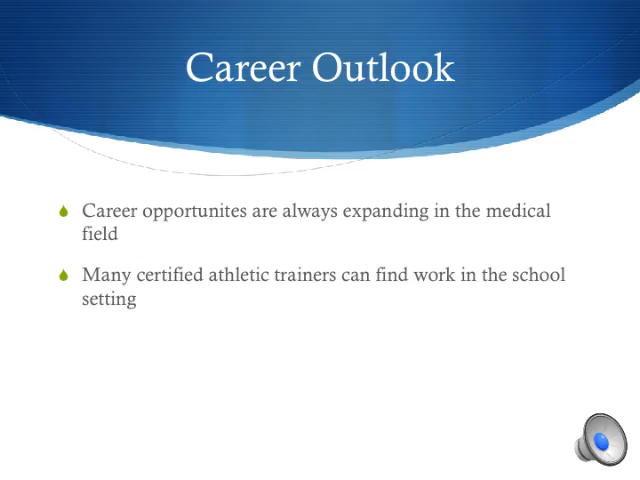 Career Outlook
Career opportunites are always expanding in the medical
field
Many certified athletic trainers can find work in the school
setting